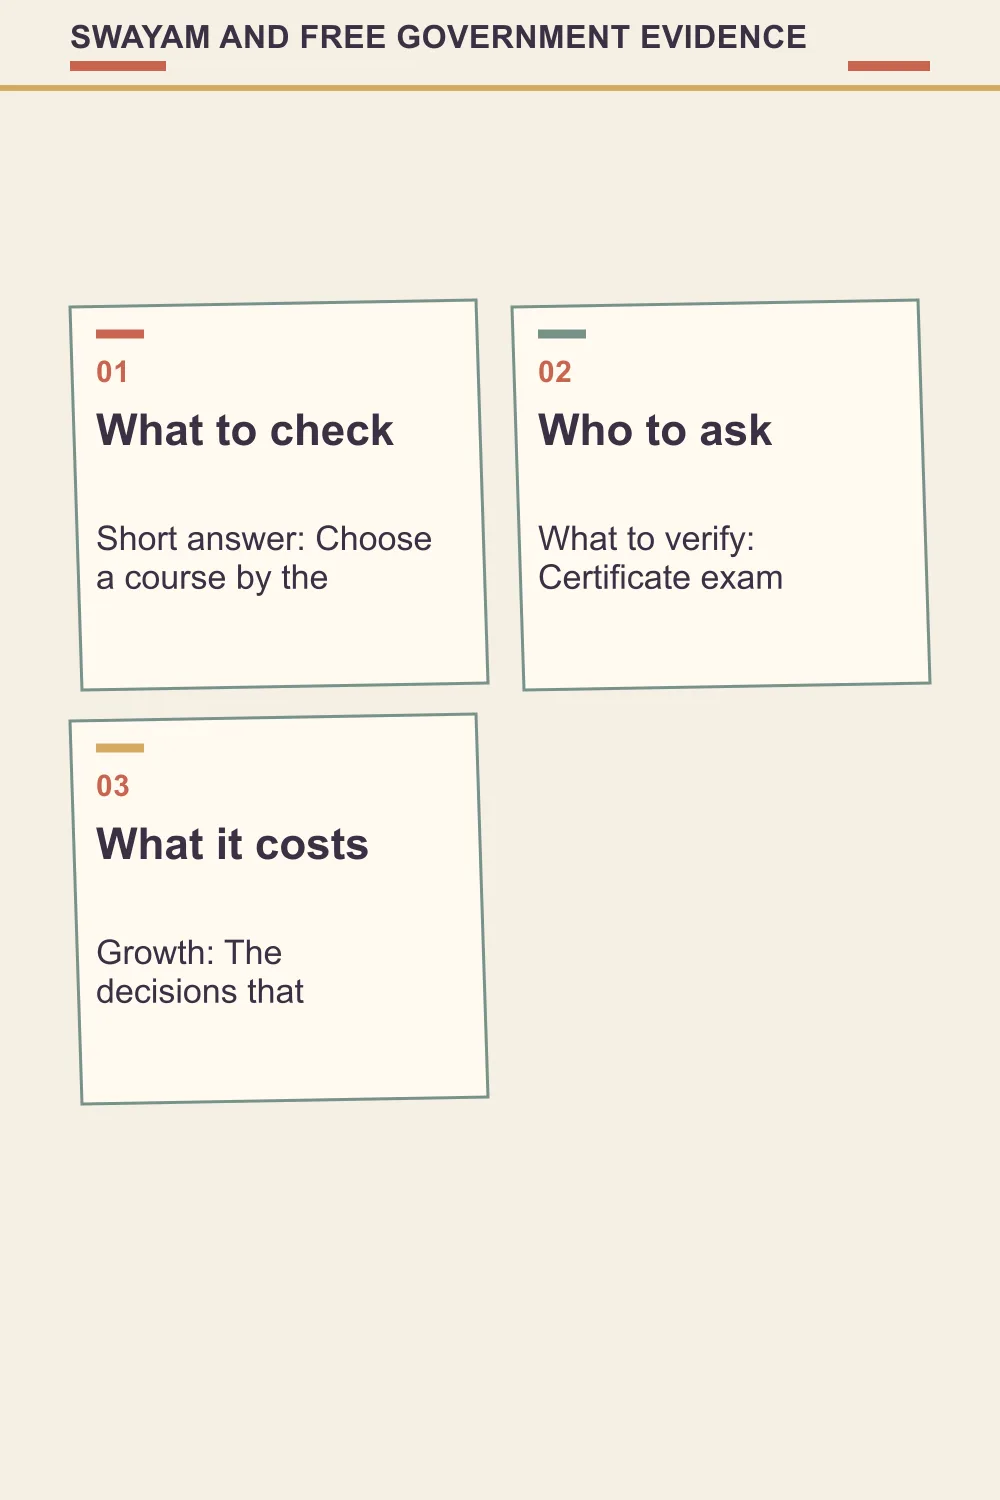 SWAYAM AND FREE GOVERNMENT EVIDENCE
01
What to check
Short answer: Choose
a course by the
02
Who to ask
What to verify:
Certificate exam
03
What it costs
Growth: The
decisions that